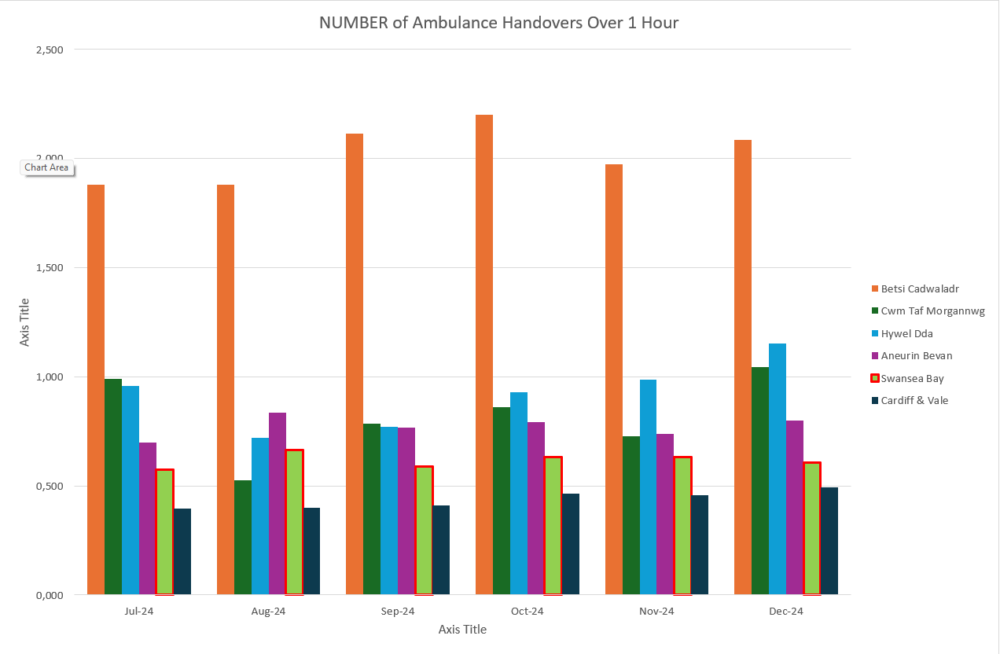 NUMBER of Ambulance Handovers Over 1 Hour
2,500
2,000
Chart Area
1,500
1,000
0,500
0,000
Axis Title
Jul-24 Aug-24 Sep-24 Oct-24 Nov-24 Dec-24
Axis Title
Betsi Cadwaladr
Cwm Taf Morgannwg
Hywel Dda
Aneurin Bevan
Swansea Bay
Cardiff & Vale